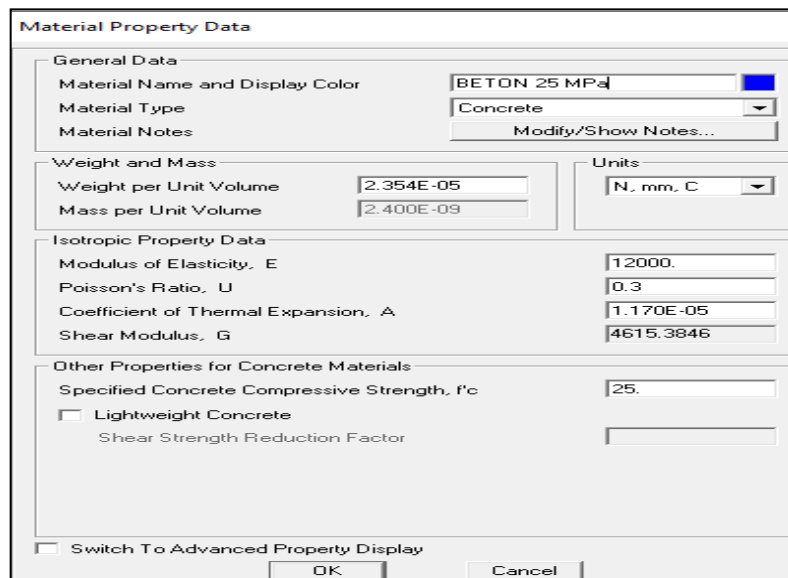 Material Property Data
General Data
Material Name and Display Color BETON 25 MPa
Material Type Concrete
Material Notes Modify/Show Notes...
Weight and Mass
Weight per Unit Volume 2.354E-05
Mass per Unit Volume 2.400E-09
Units
N, mm, C
Isotropic Property Data
Modulus of Elasticity, E 12000.
Poisson's Ratio, U 0.3
Coefficient of Thermal Expansion, A 1.170E-05
Shear Modulus, G 4615.3846
Other Properties for Concrete Materials
Specified Concrete Compressive Strength, f'c 25.
Lightweight Concrete
Shear Strength Reduction Factor
Switch To Advanced Property Display
OK Cancel